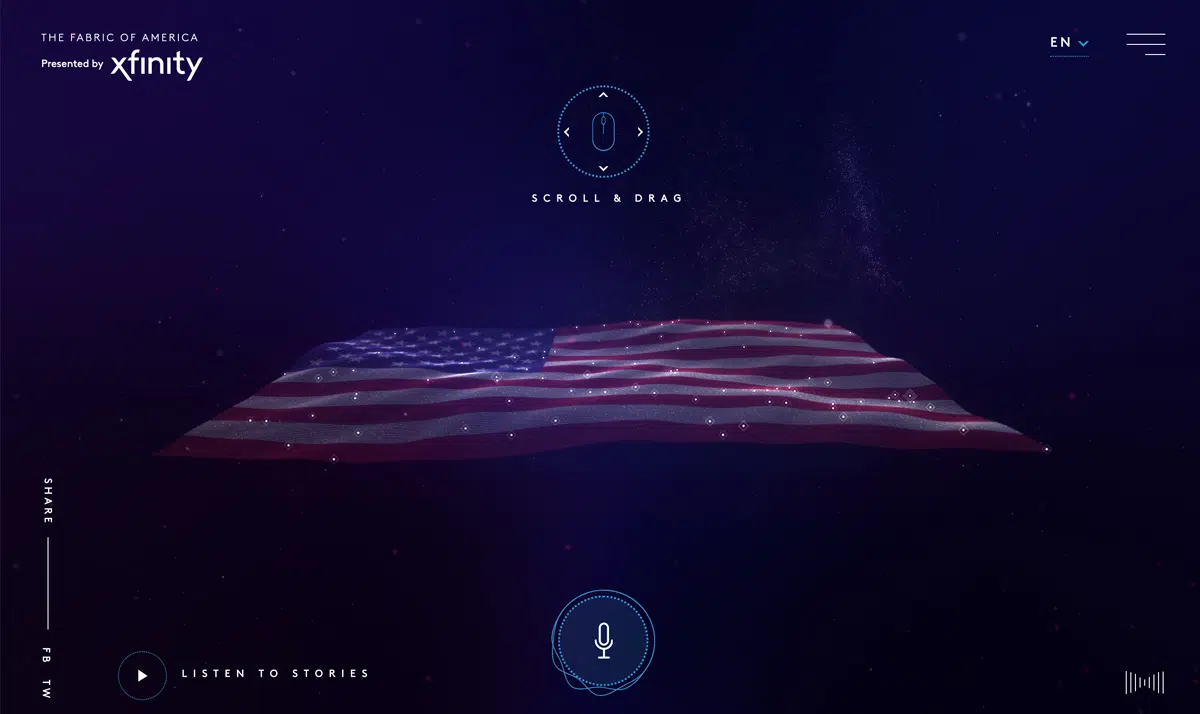 THE FABRIC OF AMERICA
Presented by xfinity
EN
SCROLL & DRAG
SHARE
FB TW
LISTEN TO STORIES